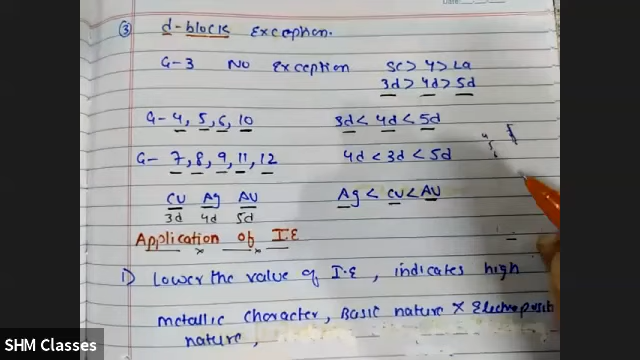 ③ d-block Exception.
G-3 NO Exception SC > Y > La
3d > 4d > 5d
G- 4, 5, 6, 10 3d < 4d < 5d
G- 7, 8, 9, 11, 12 4d < 3d < 5d
CU Ag AU Ag < CU < AU
3d 4d 5d
Application of I.E
1) Lower the value of I.E, indicates high
metallic character, Basic nature x Electroposit
nature,
SHM Classes